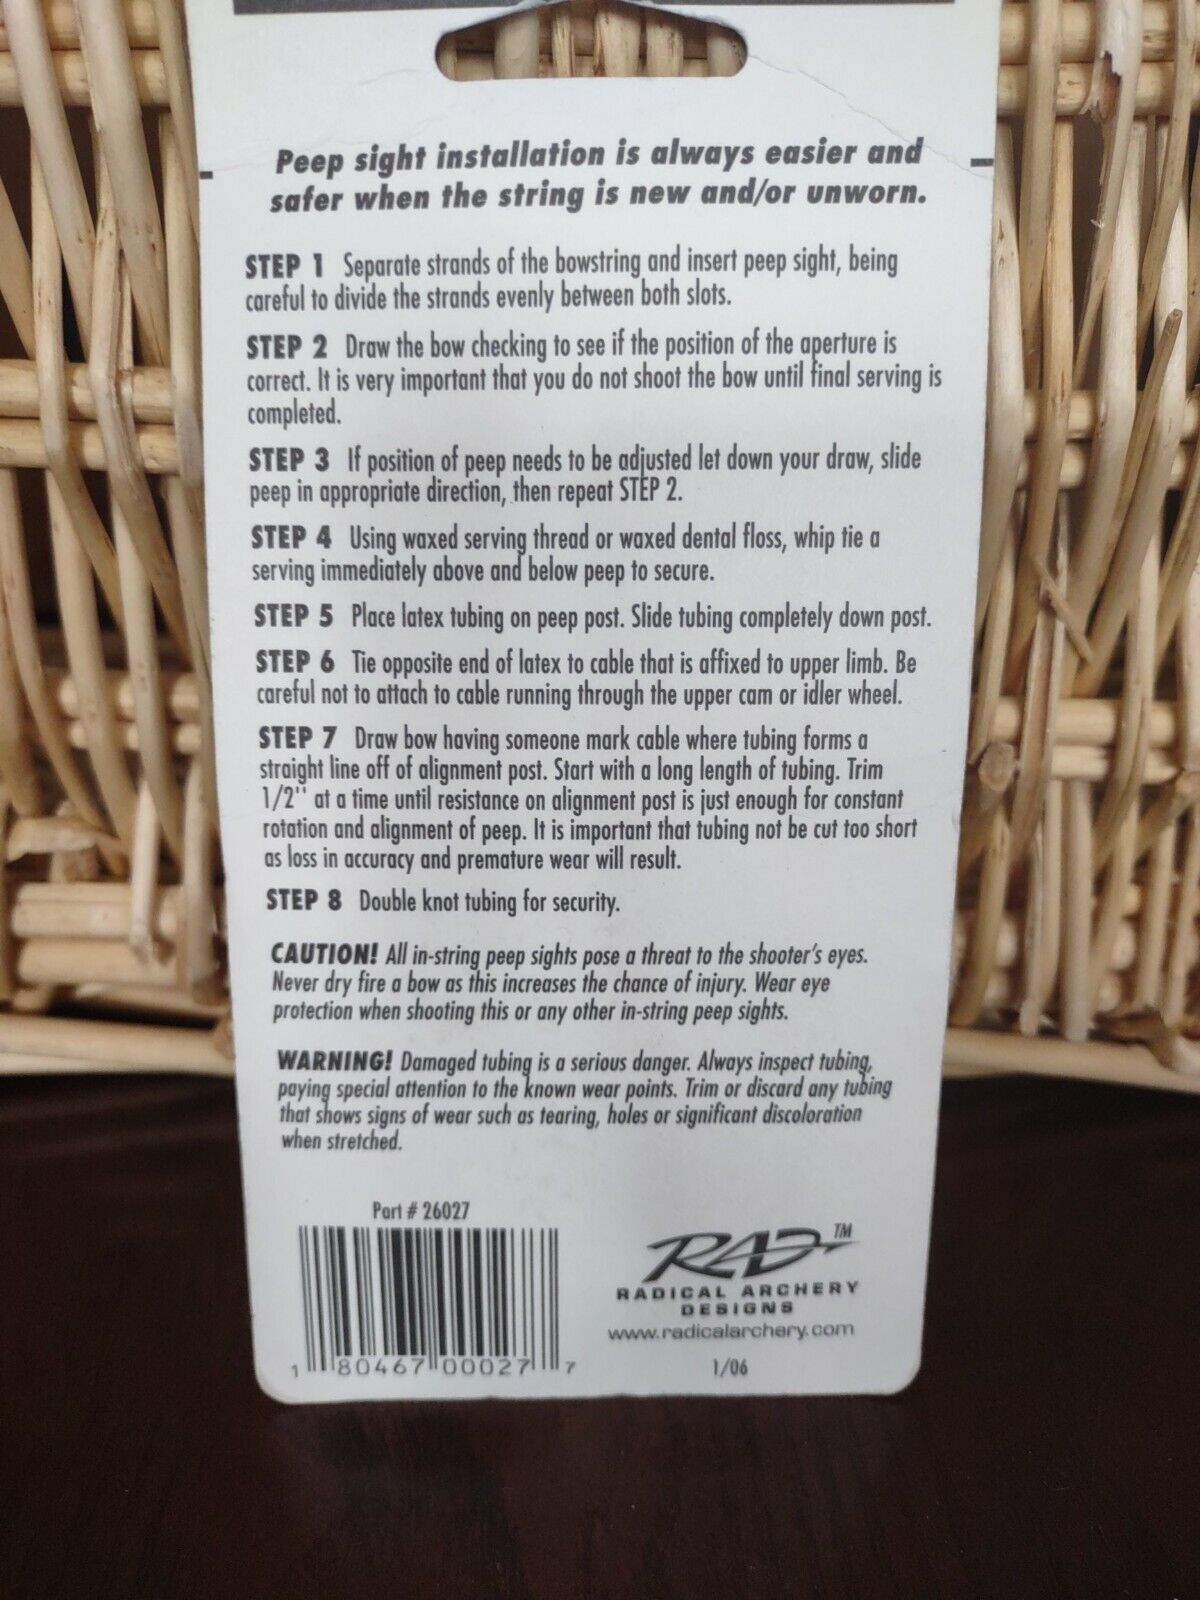 Peep sight installation is always easier and
safer when the string is new and/or unworn.
STEP 1 Separate strands of the bowstring and insert peep sight, being
careful to divide the strands evenly between both slots.
STEP 2 Draw the bow checking to see if the position of the aperture is
correct. It is very important that you do not shoot the bow until final serving is
completed.
STEP 3 If position of peep needs to be adjusted let down your draw, slide
peep in appropriate direction, then repeat STEP 2.
STEP 4 Using waxed serving thread or waxed dental floss, whip tie a
serving immediately above and below peep to secure.
STEP 5 Place latex tubing on peep post. Slide tubing completely down post.
STEP 6 Tie opposite end of latex to cable that is affixed to upper limb. Be
careful not to attach to cable running through the upper cam or idler wheel.
STEP 7 Draw bow having someone mark cable where tubing forms a
straight line off of alignment post. Start with a long length of tubing. Trim
1/2'' at a time until resistance on alignment post is just enough for constant
rotation and alignment of peep. It is important that tubing not be cut too short
as loss in accuracy and premature wear will result.
STEP 8 Double knot tubing for security.
CAUTION! All in-string peep sights pose a threat to the shooter's eyes.
Never dry fire a bow as this increases the chance of injury. Wear eye
protection when shooting this or any other in-string peep sights.
WARNING! Damaged tubing is a serious danger. Always inspect tubing,
paying special attention to the known wear points. Trim or discard any tubing
that shows signs of wear such as tearing, holes or significant discoloration
when stretched.
Part # 26027
1 80467 00027 7
RAD™
RADICAL ARCHERY
DESIGNS
www.radicalarchery.com
1/06